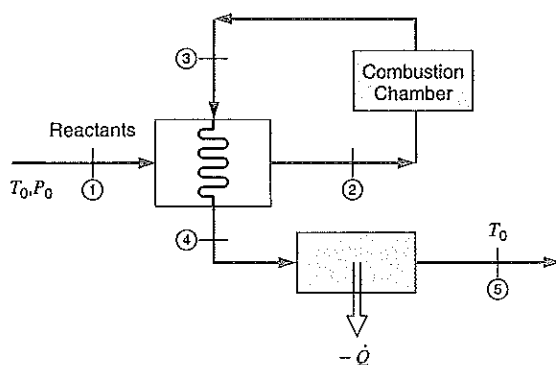 ③
Combustion
Chamber
Reactants
T₀,P₀
①
②
④
T₀
⑤
−Q̇